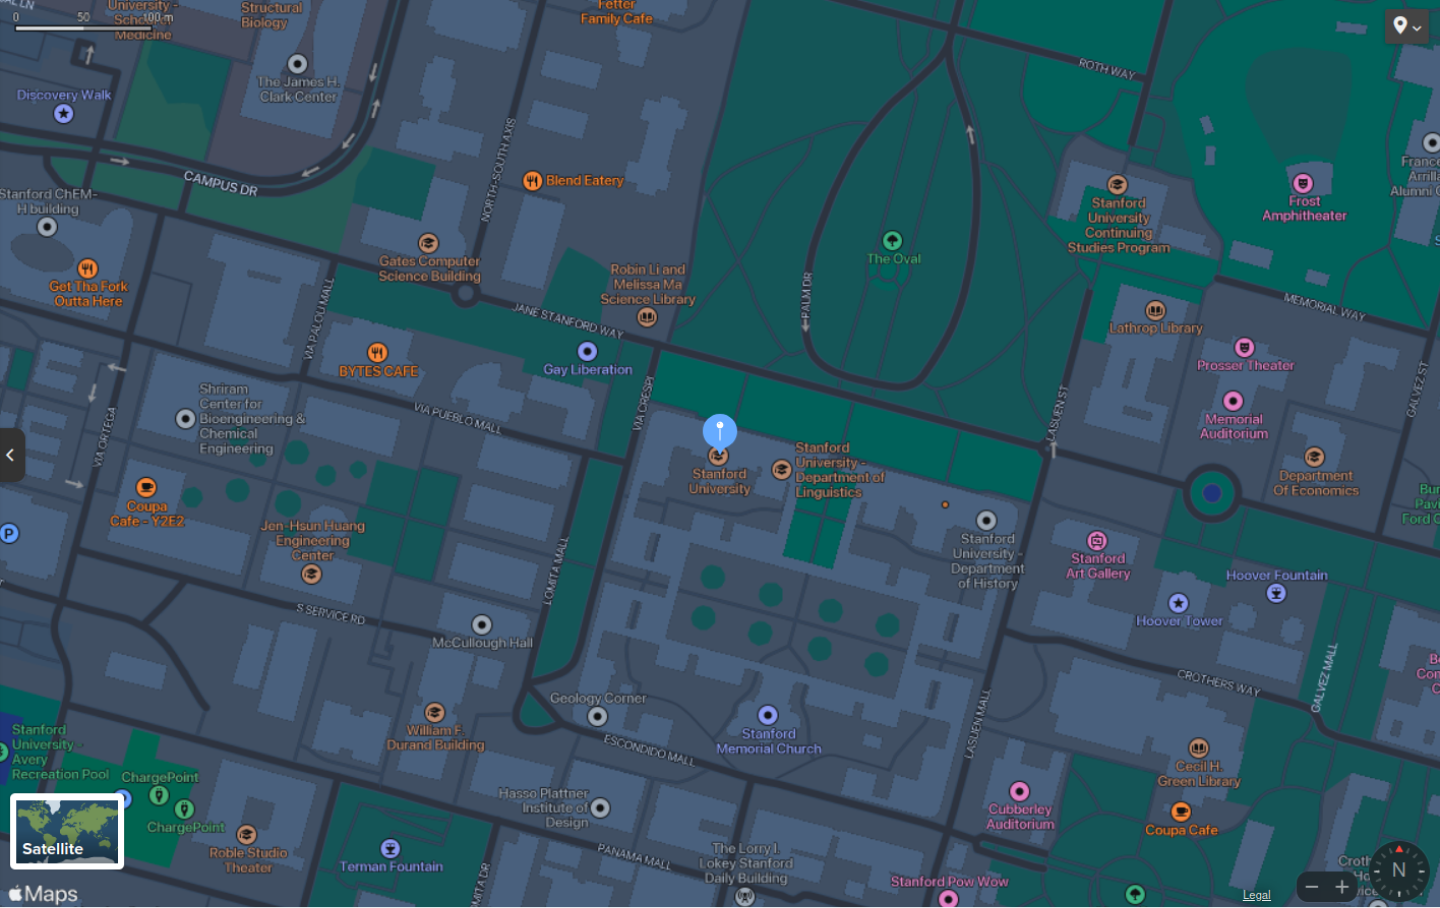 University -
School of
Medicine
Structural
Biology
Fetter
Family Cafe
0
50
100 m
The James H.
Clark Center
Discovery Walk
ROTH WAY
CAMPUS DR
NORTH-SOUTH AXIS
Blend Eatery
Stanford ChEM-
H building
Stanford
University
Continuing
Studies Program
Frost
Amphitheater
Gates Computer
Science Building
The Oval
Get Tha Fork
Outta Here
Robin Li and
Melissa Ma
Science Library
PALM DR
VIA PALOU MALL
JANE STANFORD WAY
MEMORIAL WAY
Lathrop Library
BYTES CAFE
Gay Liberation
Prosser Theater
Shriram
Center for
Bioengineering &
Chemical
Engineering
VIA PUEBLO MALL
VIA CRESPI
LASUEN ST
GALVEZ ST
Memorial
Auditorium
VIA ORTEGA
Stanford
University
Stanford
University -
Department of
Linguistics
Department
Of Economics
Coupa
Cafe - Y2E2
P
Jen-Hsun Huang
Engineering
Center
Stanford
University -
Department
of History
Stanford
Art Gallery
LOMITA MALL
Hoover Fountain
Hoover Tower
S SERVICE RD
McCullough Hall
Geology Corner
CROTHERS WAY
GALVEZ MALL
William F.
Durand Building
Stanford
Memorial Church
ESCONDIDO MALL
LASUEN MALL
Stanford
University -
Avery
Recreation Pool
ChargePoint
ChargePoint
Cecil H.
Green Library
Hasso Plattner
Institute of
Design
Cubberley
Auditorium
Coupa Cafe
Satellite
Roble Studio
Theater
Terman Fountain
PANAMA MALL
The Lorry I.
Lokey Stanford
Daily Building
Stanford Pow Wow
Maps
Legal
N